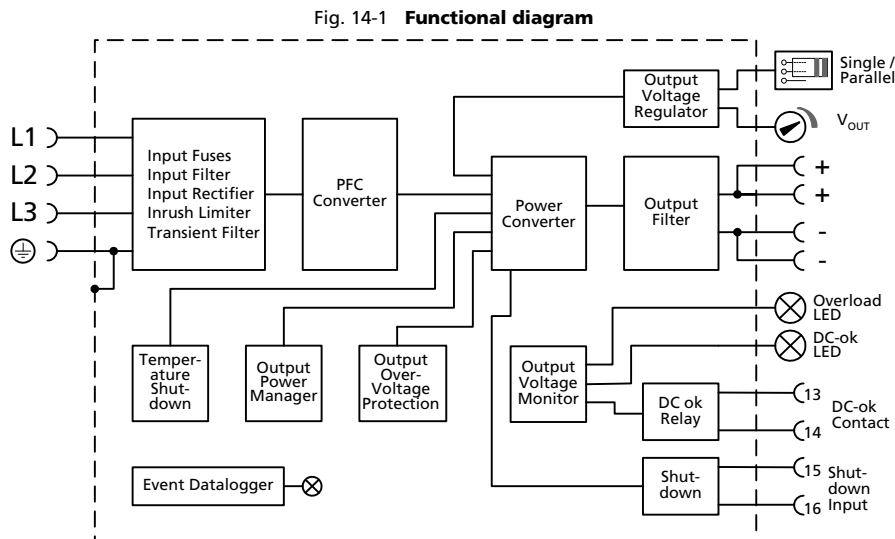 Fig. 14-1 Functional diagram
Output
Voltage
Regulator
Single /
Parallel
VOUT
L1
L2
L3
Input Fuses
Input Filter
Input Rectifier
Inrush Limiter
Transient Filter
PFC
Converter
Power
Converter
Output
Filter
+
+
-
-
Temper-
ature
Shut-
down
Output
Power
Manager
Output
Over-
Voltage
Protection
Output
Voltage
Monitor
Overload
LED
DC-ok
LED
DC ok
Relay
13
14
DC-ok
Contact
Event Datalogger
Shut-
down
15
16
Shut-
down
Input